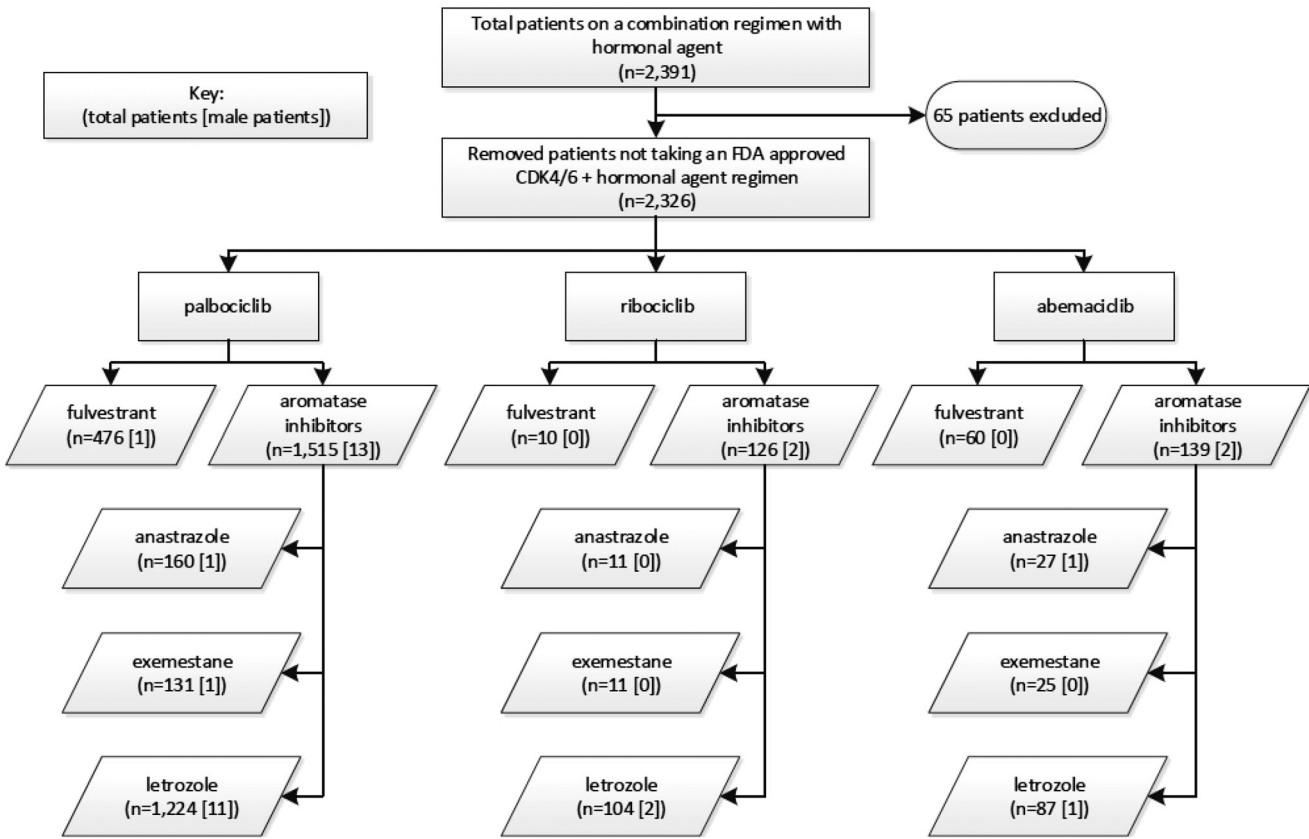 Total patients on a combination regimen with
hormonal agent
(n=2,391)
Key:
(total patients [male patients])
65 patients excluded
Removed patients not taking an FDA approved
CDK4/6 + hormonal agent regimen
(n=2,326)
palbociclib
ribociclib
abemaciclib
fulvestrant
(n=476 [1])
aromatase
inhibitors
(n=1,515 [13])
fulvestrant
(n=10 [0])
aromatase
inhibitors
(n=126 [2])
fulvestrant
(n=60 [0])
aromatase
inhibitors
(n=139 [2])
anastrazole
(n=160 [1])
anastrazole
(n=11 [0])
anastrazole
(n=27 [1])
exemestane
(n=131 [1])
exemestane
(n=11 [0])
exemestane
(n=25 [0])
letrozole
(n=1,224 [11])
letrozole
(n=104 [2])
letrozole
(n=87 [1])